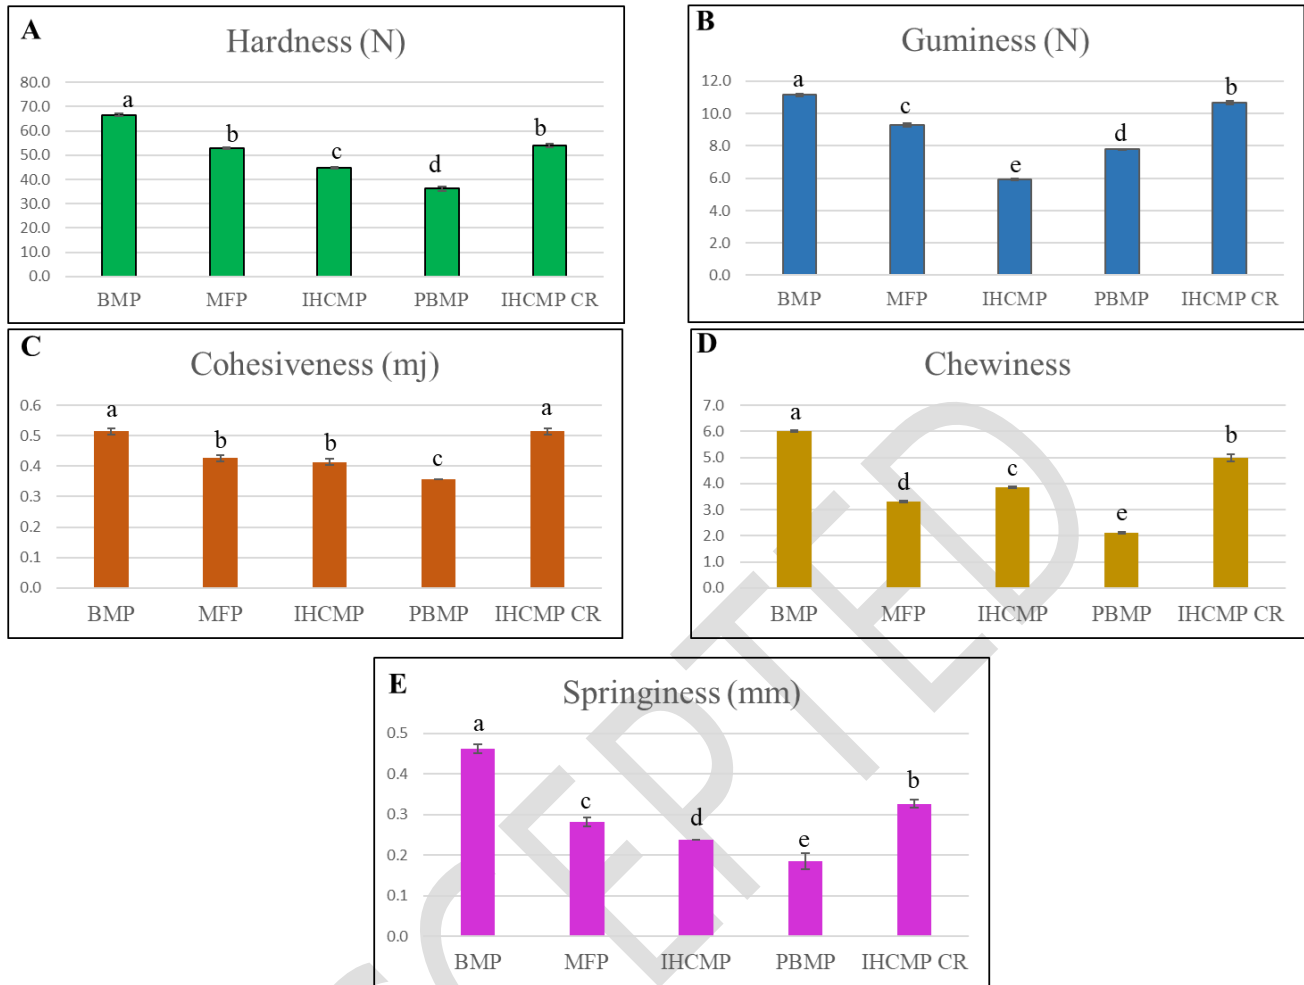 A
Hardness (N)
80.0
70.0
60.0
50.0
40.0
30.0
20.0
10.0
0.0
a
b
c
d
b
BMP MFP IHCMP PBMP IHCMP CR
B
Guminess (N)
12.0
10.0
8.0
6.0
4.0
2.0
0.0
a
c
e
d
b
BMP MFP IHCMP PBMP IHCMP CR
C
Cohesiveness (mj)
0.6
0.5
0.4
0.3
0.2
0.1
0.0
a
b
b
c
a
BMP MFP IHCMP PBMP IHCMP CR
D
Chewiness
7.0
6.0
5.0
4.0
3.0
2.0
1.0
0.0
a
d
c
e
b
BMP MFP IHCMP PBMP IHCMP CR
E
Springiness (mm)
0.5
0.4
0.3
0.2
0.1
0.0
a
c
d
e
b
BMP MFP IHCMP PBMP IHCMP CR
CEPTED